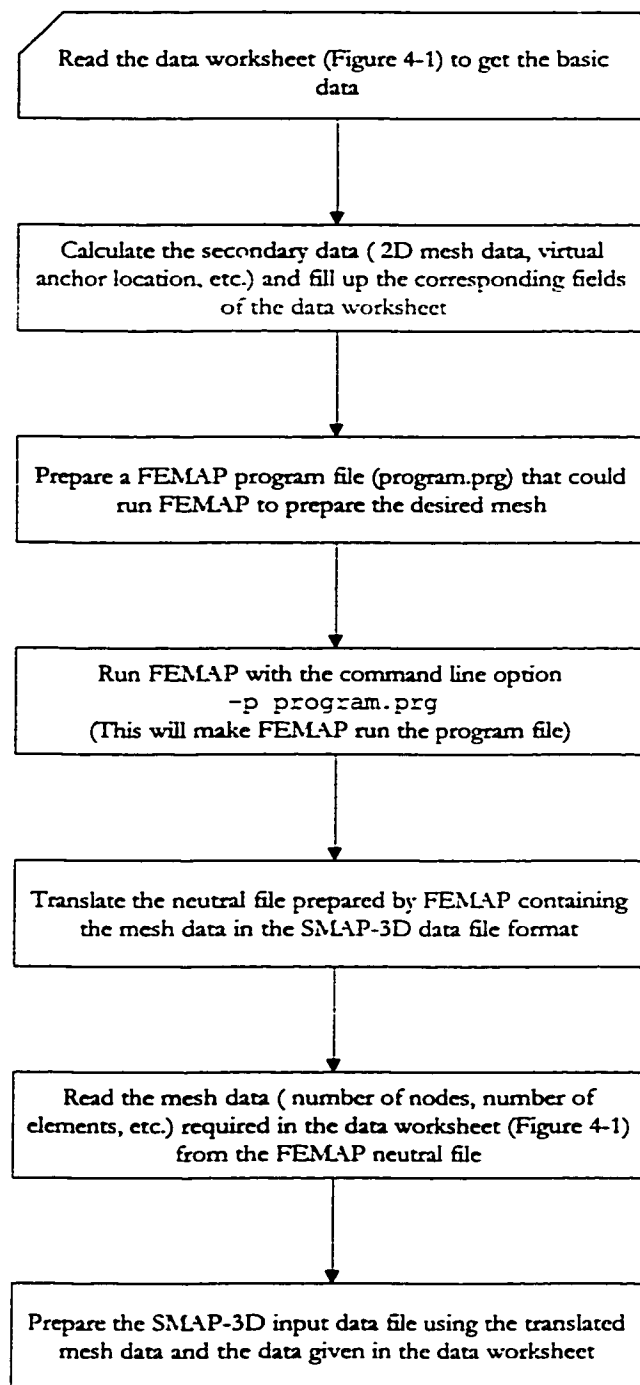 Read the data worksheet (Figure 4-1) to get the basic
data
Calculate the secondary data ( 2D mesh data, virtual
anchor location, etc.) and fill up the corresponding fields
of the data worksheet
Prepare a FEMAP program file (program.prg) that could
run FEMAP to prepare the desired mesh
Run FEMAP with the command line option
-p program.prg
(This will make FEMAP run the program file)
Translate the neutral file prepared by FEMAP containing
the mesh data in the SMAP-3D data file format
Read the mesh data ( number of nodes, number of
elements, etc.) required in the data worksheet (Figure 4-1)
from the FEMAP neutral file
Prepare the SMAP-3D input data file using the translated
mesh data and the data given in the data worksheet